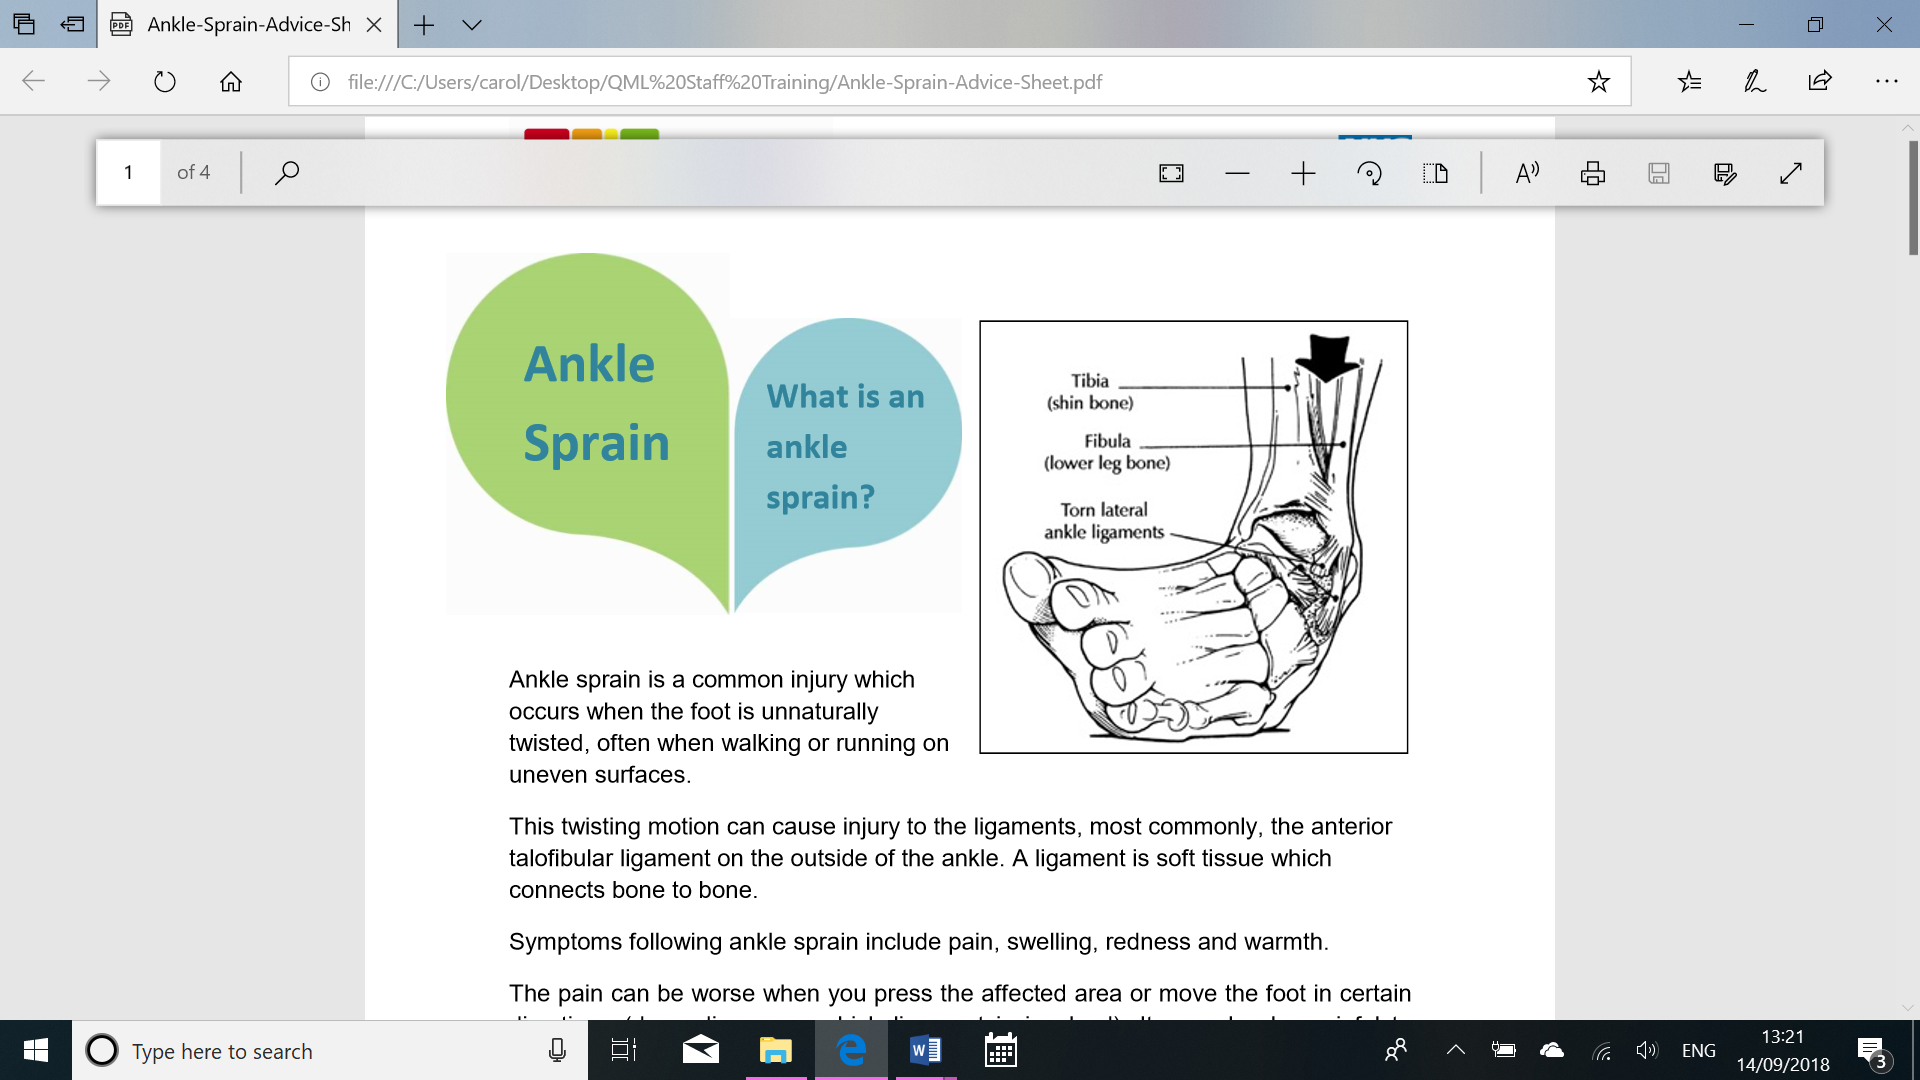 Ankle-Sprain-Advice-Sh
file:///C:/Users/carol/Desktop/QML%20Staff%20Training/Ankle-Sprain-Advice-Sheet.pdf
1 of 4
Ankle
Sprain
What is an
ankle
sprain?
Tibia
(shin bone)
Fibula
(lower leg bone)
Torn lateral
ankle ligaments
Ankle sprain is a common injury which
occurs when the foot is unnaturally
twisted, often when walking or running on
uneven surfaces.
This twisting motion can cause injury to the ligaments, most commonly, the anterior
talofibular ligament on the outside of the ankle. A ligament is soft tissue which
connects bone to bone.
Symptoms following ankle sprain include pain, swelling, redness and warmth.
The pain can be worse when you press the affected area or move the foot in certain
Type here to search
ENG
13:21
14/09/2018
3